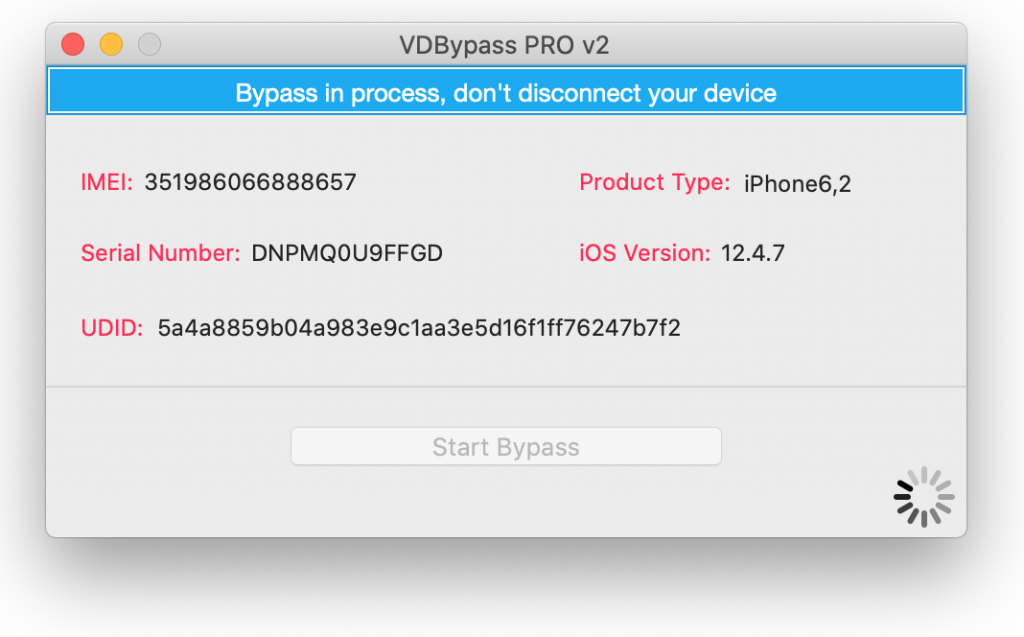 VDBypass PRO v2
Bypass in process, don't disconnect your device
IMEI: 351986066888657
Product Type: iPhone6,2
Serial Number: DNPMQ0U9FFGD
iOS Version: 12.4.7
UDID: 5a4a8859b04a983e9c1aa3e5d16f1ff76247b7f2
Start Bypass